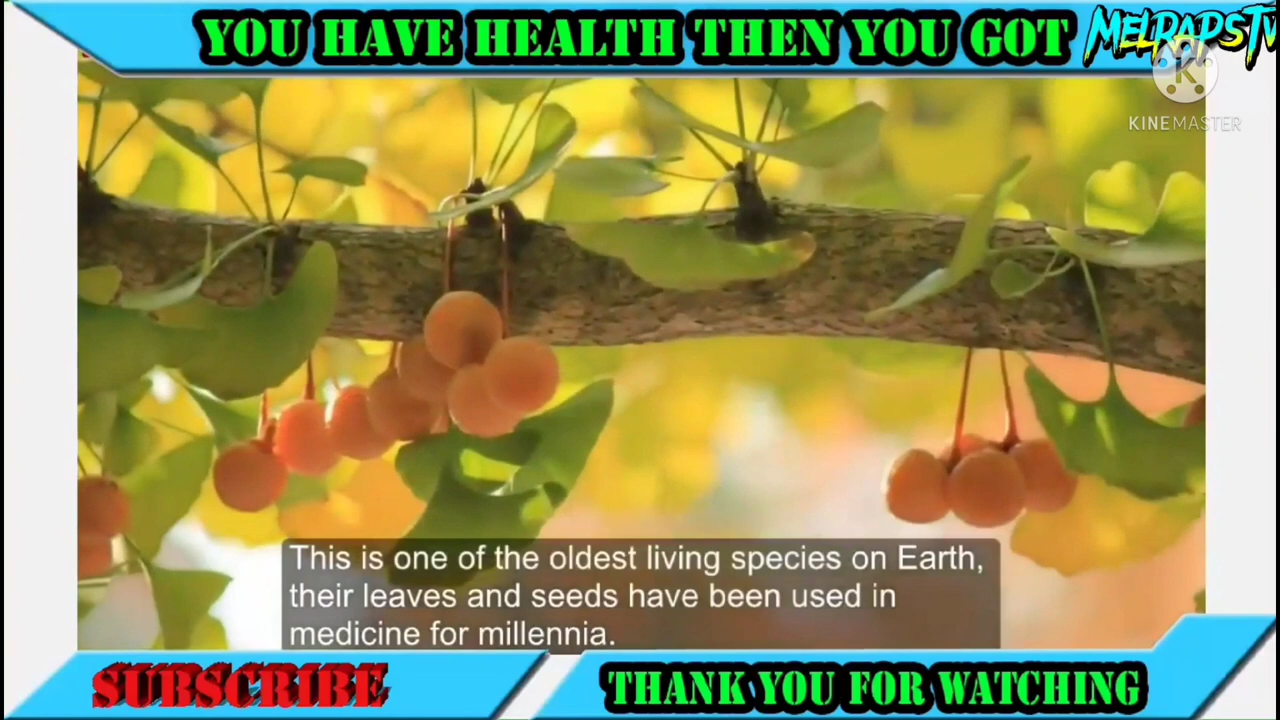 YOU HAVE HEALTH THEN YOU GOT
MELRAPSTV
K
KINEMASTER
This is one of the oldest living species on Earth,
their leaves and seeds have been used in
medicine for millennia.
SUBSCRIBE
THANK YOU FOR WATCHING